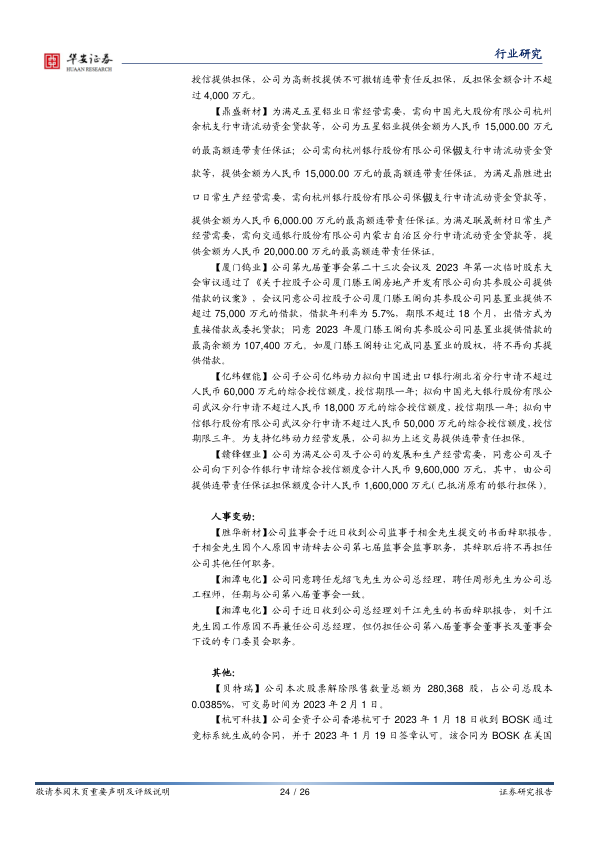 华安证券
HUAAN RESEARCH
行业研究
授信提供担保，公司为高新投提供不可撤销连带责任反担保，反担保金额合计不超
过 4,000 万元。
【鼎盛新材】为满足五星铝业日常经营需要，需向中国光大股份有限公司杭州
余杭支行申请流动资金贷款等，公司为五星铝业提供金额为人民币 15,000.00 万元
的最高额连带责任保证；公司需向杭州银行股份有限公司保俶支行申请流动资金贷
款等，提供金额为人民币 15,000.00 万元的最高额连带责任保证。为满足鼎胜进出
口日常生产经营需要，需向杭州银行股份有限公司保俶支行申请流动资金贷款等，
提供金额为人民币 6,000.00 万元的最高额连带责任保证。为满足联晟新材日常生产
经营需要，需向交通银行股份有限公司内蒙古自治区分行申请流动资金贷款等，提
供金额为人民币 20,000.00 万元的最高额连带责任保证。
【厦门钨业】公司第九届董事会第二十三次会议及 2023 年第一次临时股东大
会审议通过了《关于控股子公司厦门滕王阁房地产开发有限公司向其参股公司提供
借款的议案》，会议同意公司控股子公司厦门滕王阁向其参股公司同基置业提供不
超过 75,000 万元的借款，借款年利率为 5.7%，期限不超过 18 个月，出借方式为
直接借款或委托贷款；同意 2023 年厦门滕王阁向其参股公司同基置业提供借款的
最高余额为 107,400 万元。如厦门滕王阁转让完成同基置业的股权，将不再向其提
供借款。
【亿纬锂能】公司子公司亿纬动力拟向中国进出口银行湖北省分行申请不超过
人民币 60,000 万元的综合授信额度，授信期限一年；拟向中国光大银行股份有限公
司武汉分行申请不超过人民币 18,000 万元的综合授信额度，授信期限一年；拟向中
信银行股份有限公司武汉分行申请不超过人民币 50,000 万元的综合授信额度，授信
期限三年。为支持亿纬动力经营发展，公司拟为上述交易提供连带责任担保。
【赣锋锂业】公司为满足公司及子公司的发展和生产经营需要，同意公司及子
公司向下列合作银行申请综合授信额度合计人民币 9,600,000 万元，其中，由公司
提供连带责任保证担保额度合计人民币 1,600,000 万元(已抵消原有的银行担保)。
人事变动：
【胜华新材】公司监事会于近日收到公司监事于相金先生提交的书面辞职报告。
于相金先生因个人原因申请辞去公司第七届监事会监事职务，其辞职后将不再担任
公司其他任何职务。
【湘潭电化】公司同意聘任龙绍飞先生为公司总经理，聘任周彤先生为公司总
工程师，任期与公司第八届董事会一致。
【湘潭电化】公司于近日收到公司总经理刘干江先生的书面辞职报告，刘干江
先生因工作原因不再兼任公司总经理，但仍担任公司第八届董事会董事长及董事会
下设的专门委员会职务。
其他：
【贝特瑞】公司本次股票解除限售数量总额为 280,368 股，占公司总股本
0.0385%，可交易时间为 2023 年 2 月 1 日。
【杭可科技】公司全资子公司香港杭可于 2023 年 1 月 18 日收到 BOSK 通过
竞标系统生成的合同，并于 2023 年 1 月 19 日签章认可。该合同为 BOSK 在美国
敬请参阅末页重要声明及评级说明
24 / 26
证券研究报告